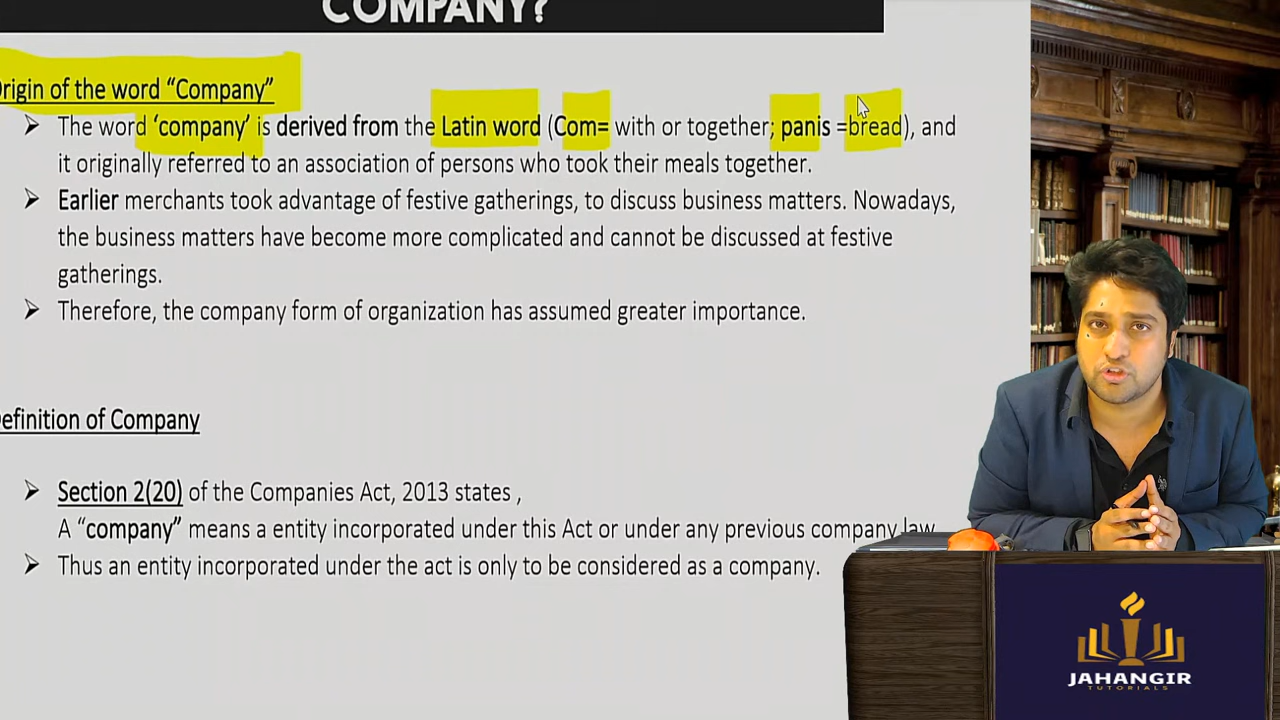 COMPANY?
Origin of the word “Company”
The word ‘company’ is derived from the Latin word (Com= with or together; panis =bread), and
it originally referred to an association of persons who took their meals together.
Earlier merchants took advantage of festive gatherings, to discuss business matters. Nowadays,
the business matters have become more complicated and cannot be discussed at festive
gatherings.
Therefore, the company form of organization has assumed greater importance.
Definition of Company
Section 2(20) of the Companies Act, 2013 states ,
A “company” means a entity incorporated under this Act or under any previous company law
Thus an entity incorporated under the act is only to be considered as a company.
JAHANGIR
TUTORIALS